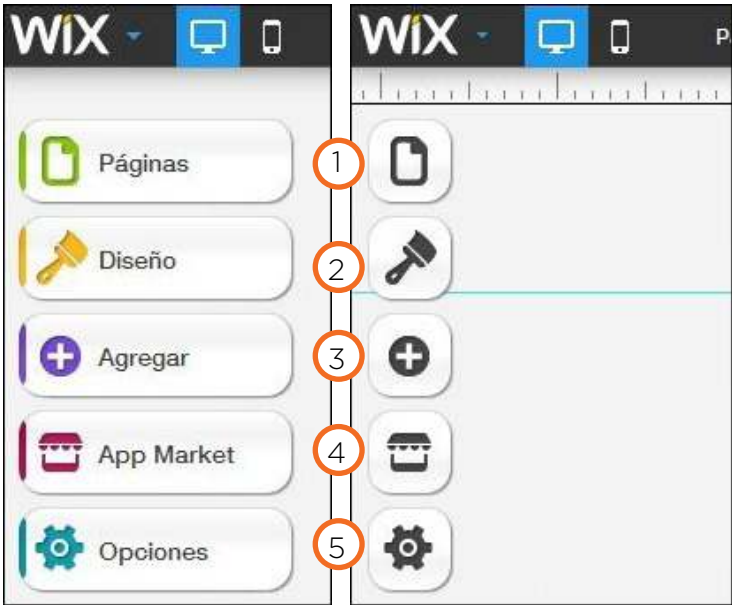 WiX
WiX
P
Páginas
1
Diseño
2
Agregar
3
App Market
4
Opciones
5